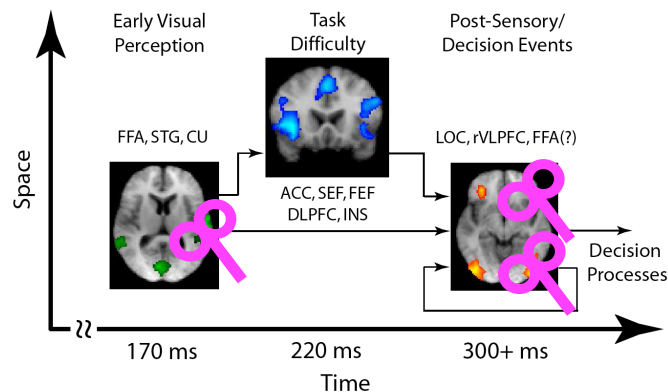 Early Visual
Perception
Task
Difficulty
Post-Sensory/
Decision Events
FFA, STG, CU
LOC, rVLPFC, FFA(?)
ACC, SEF, FEF
DLPFC, INS
Space
Decision
Processes
170 ms
220 ms
300+ ms
Time